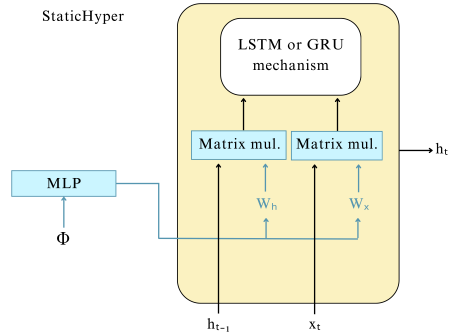 StaticHyper
LSTM or GRU
mechanism
Matrix mul.
Matrix mul.
hₜ
MLP
Wₕ
Wₓ
Φ
hₜ₋₁
xₜ